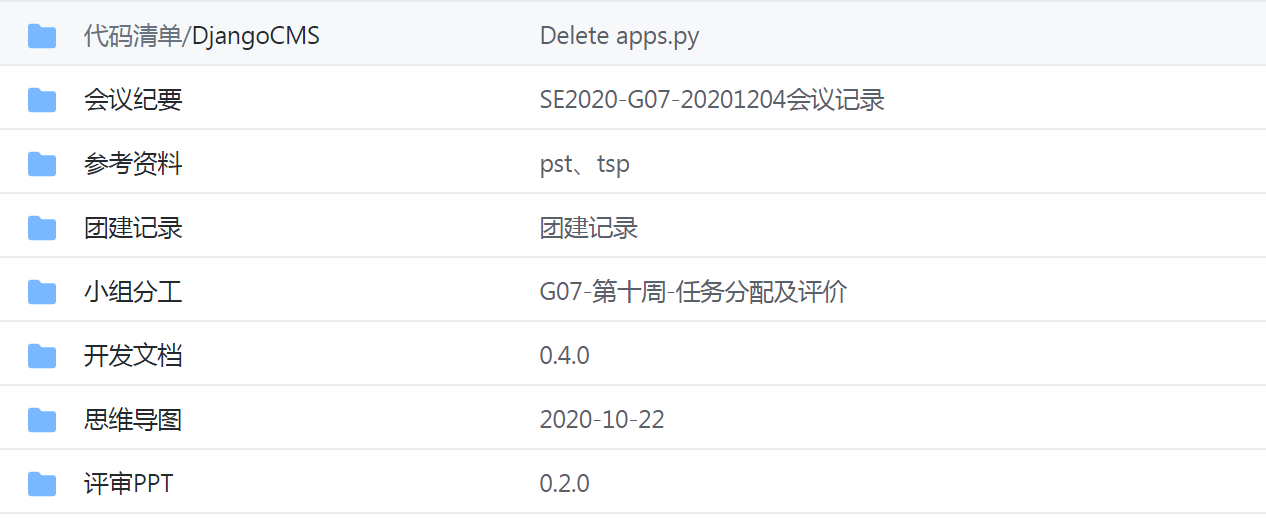 代码清单/DjangoCMS Delete apps.py
会议纪要 SE2020-G07-20201204会议记录
参考资料 pst、tsp
团建记录 团建记录
小组分工 G07-第十周-任务分配及评价
开发文档 0.4.0
思维导图 2020-10-22
评审PPT 0.2.0